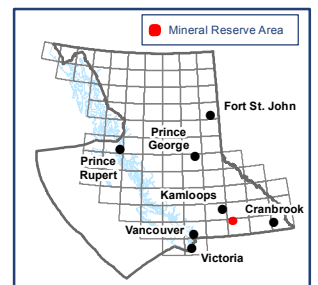 Mineral Reserve Area
Fort St. John
Prince
George
Prince
Rupert
Kamloops
Cranbrook
Vancouver
Victoria